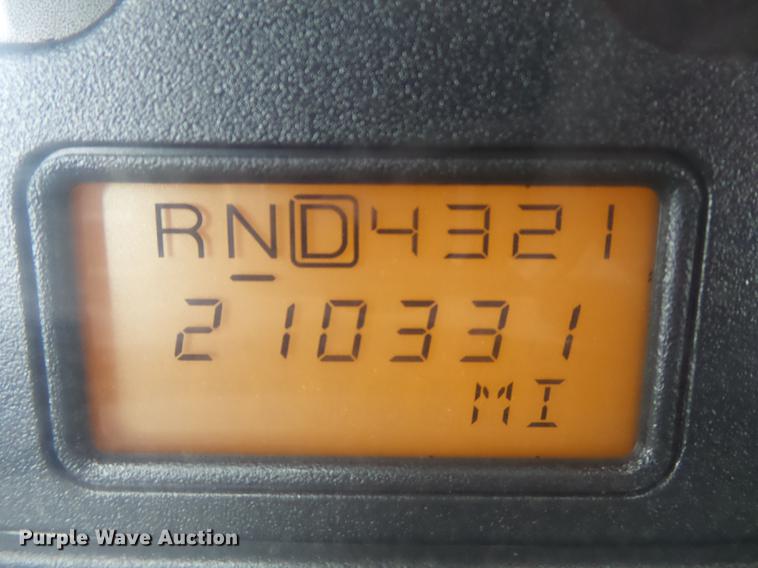 RND4321
210331
MI
Purple Wave Auction